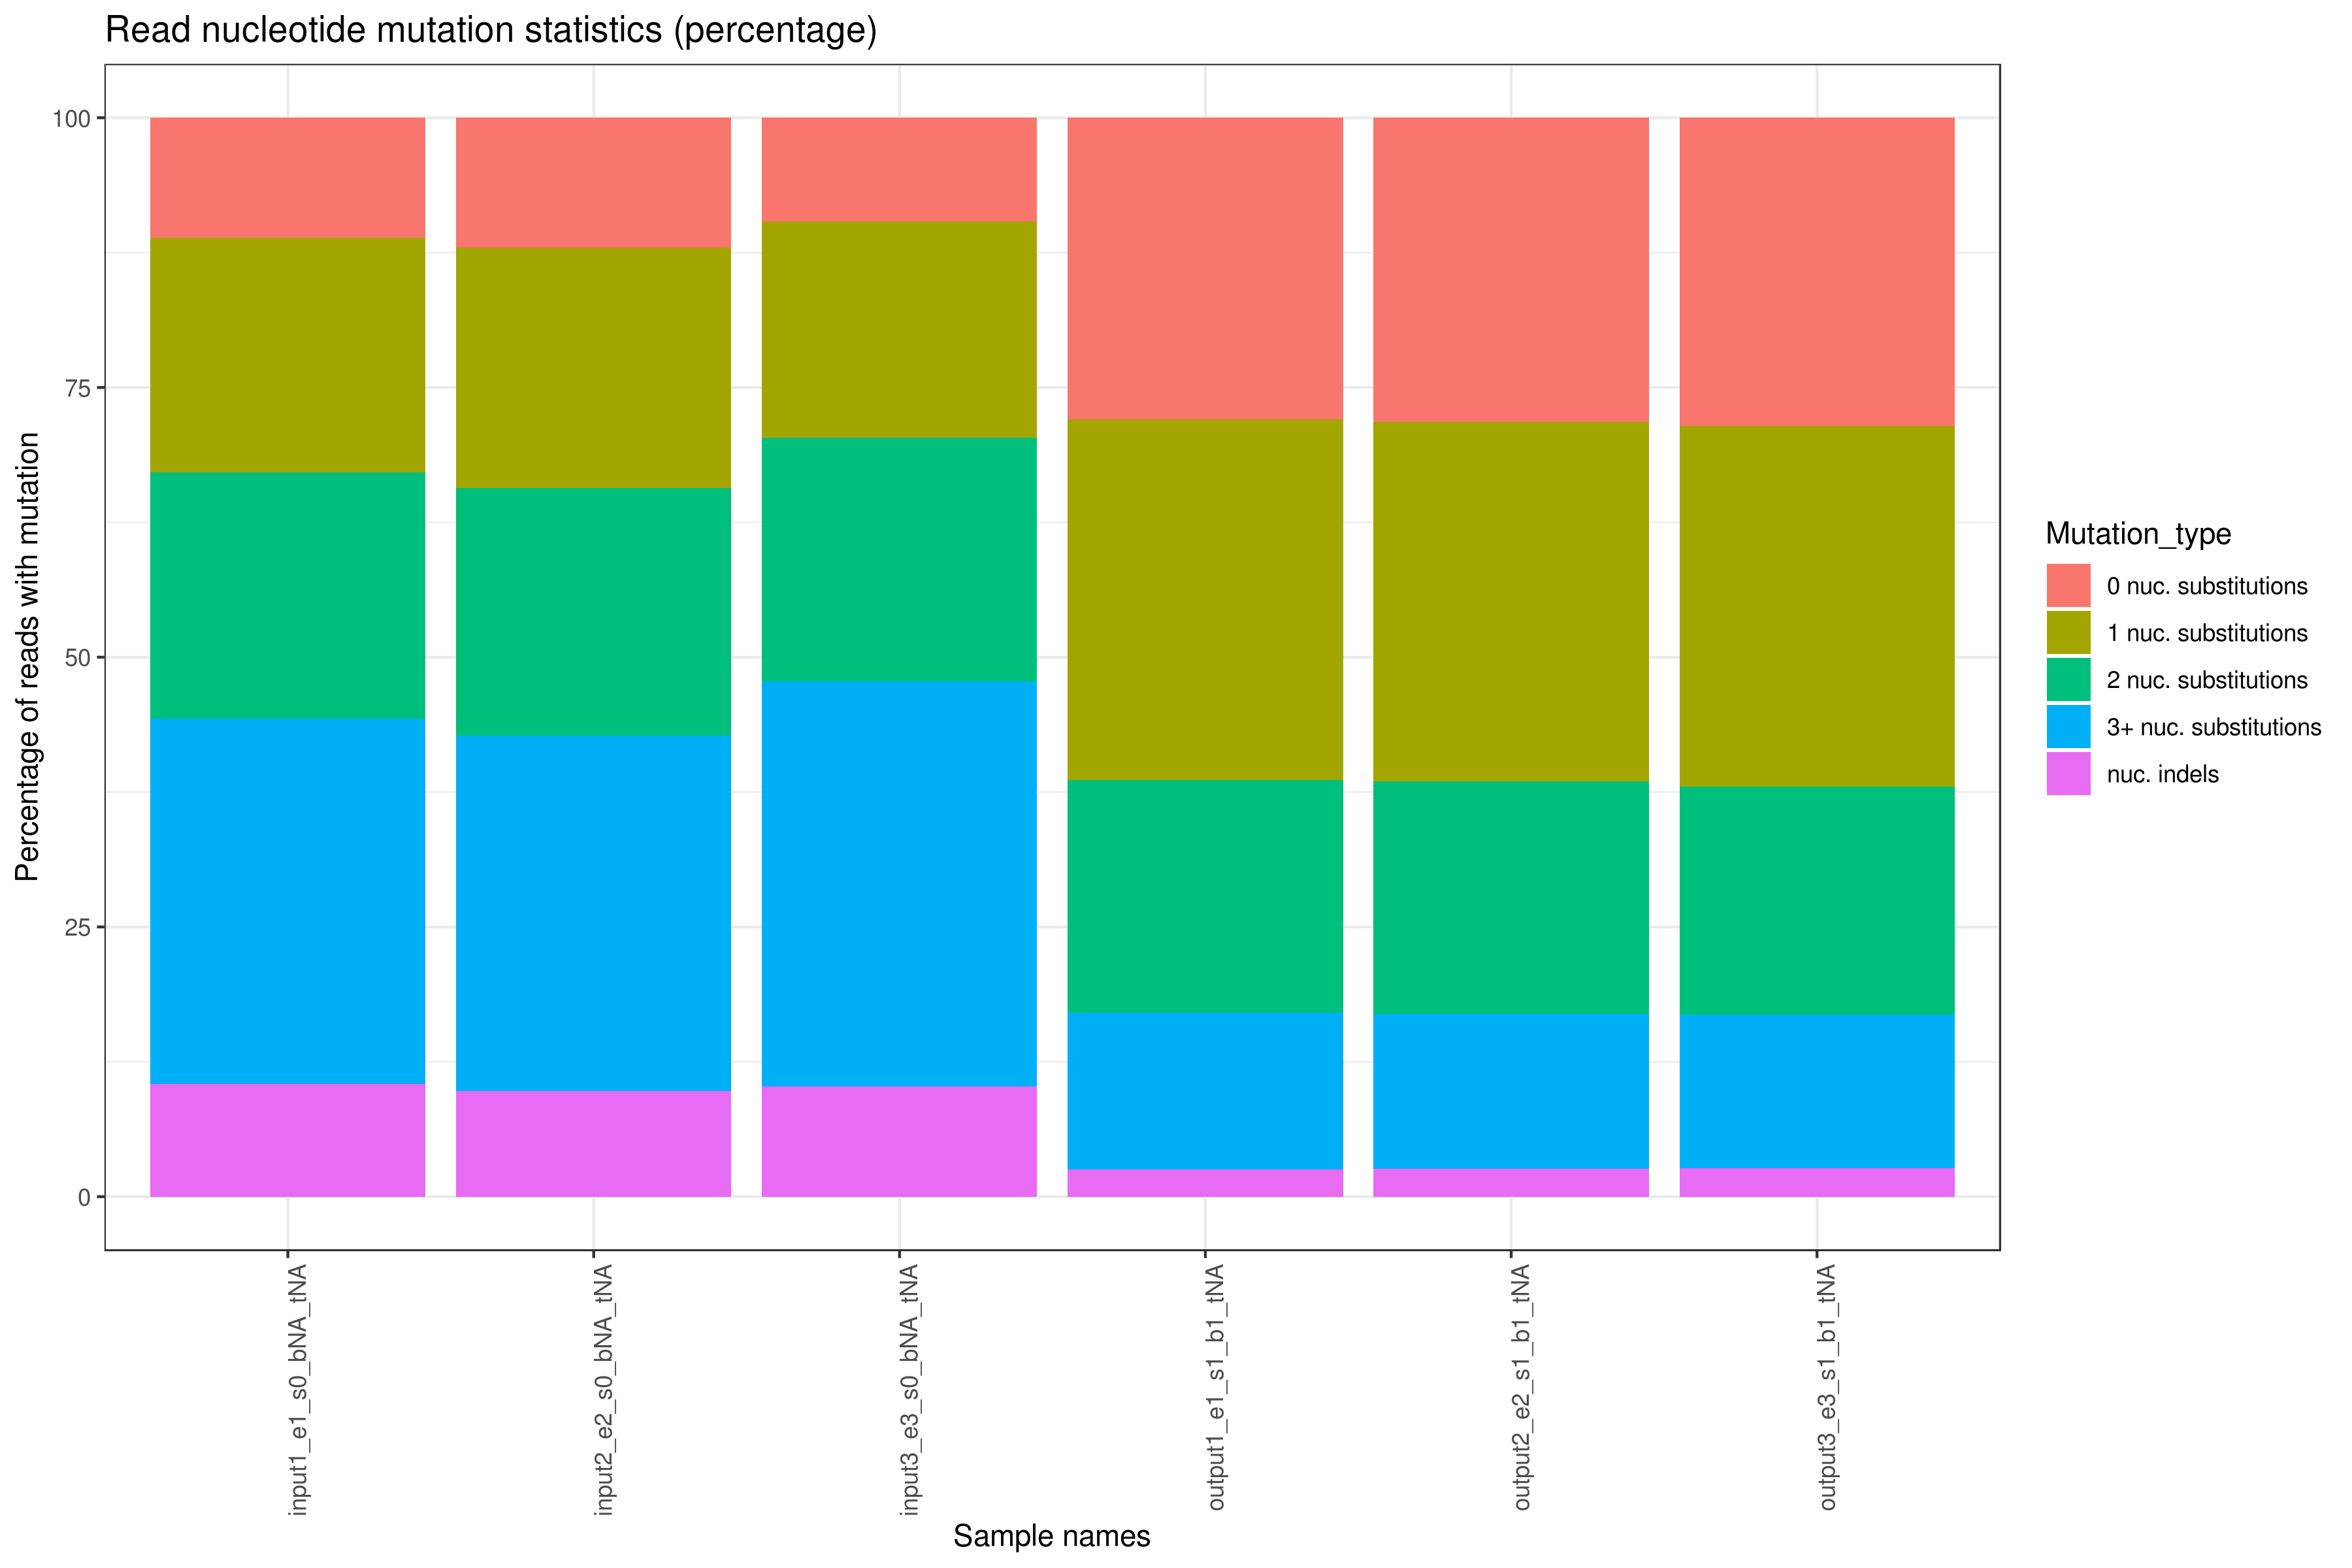 Read nucleotide mutation statistics (percentage)
Percentage of reads with mutation
100
75
50
25
0
input1_e1_s0_bNA_tNA
input2_e2_s0_bNA_tNA
input3_e3_s0_bNA_tNA
output1_e1_s1_b1_tNA
output2_e2_s1_b1_tNA
output3_e3_s1_b1_tNA
Sample names
Mutation_type
0 nuc. substitutions
1 nuc. substitutions
2 nuc. substitutions
3+ nuc. substitutions
nuc. indels